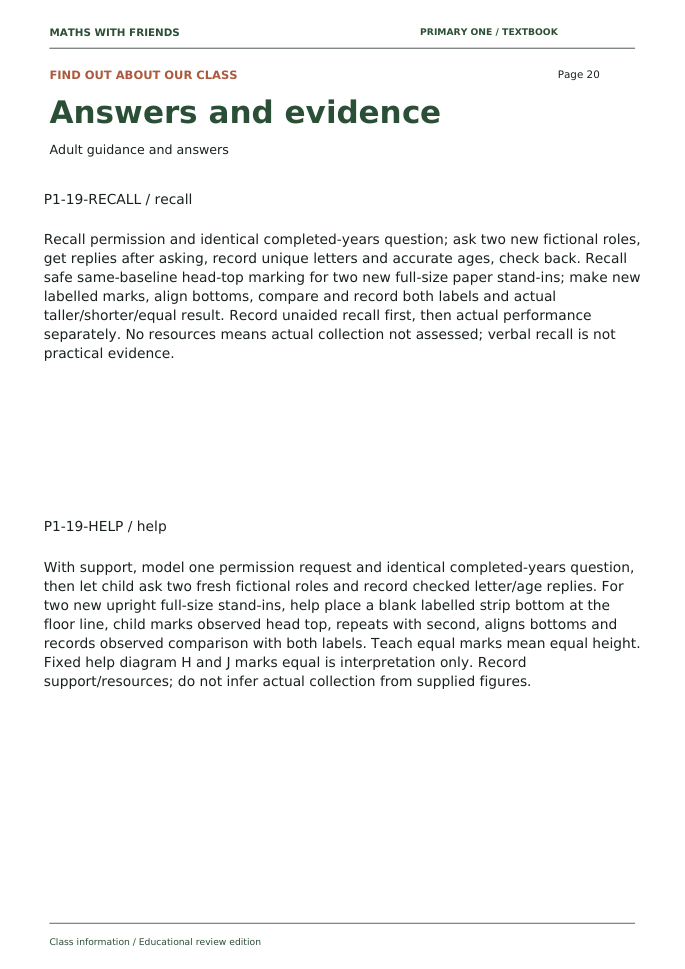 MATHS WITH FRIENDS
PRIMARY ONE / TEXTBOOK
FIND OUT ABOUT OUR CLASS
Page 20
Answers and evidence
Adult guidance and answers
P1-19-RECALL / recall
Recall permission and identical completed-years question; ask two new fictional roles,
get replies after asking, record unique letters and accurate ages, check back. Recall
safe same-baseline head-top marking for two new full-size paper stand-ins; make new
labelled marks, align bottoms, compare and record both labels and actual
taller/shorter/equal result. Record unaided recall first, then actual performance
separately. No resources means actual collection not assessed; verbal recall is not
practical evidence.
P1-19-HELP / help
With support, model one permission request and identical completed-years question,
then let child ask two fresh fictional roles and record checked letter/age replies. For
two new upright full-size stand-ins, help place a blank labelled strip bottom at the
floor line, child marks observed head top, repeats with second, aligns bottoms and
records observed comparison with both labels. Teach equal marks mean equal height.
Fixed help diagram H and J marks equal is interpretation only. Record
support/resources; do not infer actual collection from supplied figures.
Class information / Educational review edition